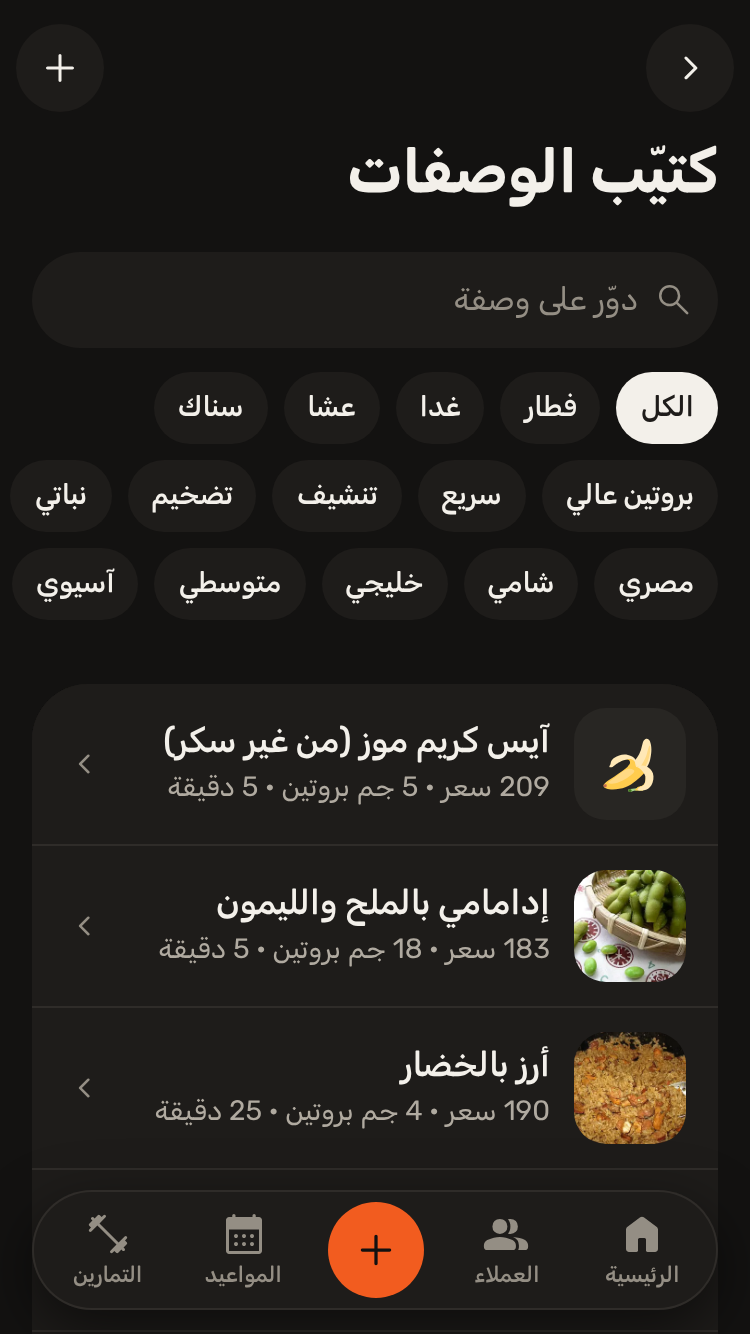 كتيّب الوصفات
دوّر على وصفة
الكل فطار غدا عشا سناك
بروتين عالي سريع تنشيف تضخيم نباتي
مصري شامي خليجي متوسطي آسيوي
آيس كريم موز (من غير سكر)
209 سعر • 5 جم بروتين • 5 دقيقة
إدامامي بالملح والليمون
183 سعر • 18 جم بروتين • 5 دقيقة
أرز بالخضار
190 سعر • 4 جم بروتين • 25 دقيقة
الرئيسية العملاء المواعيد التمارين